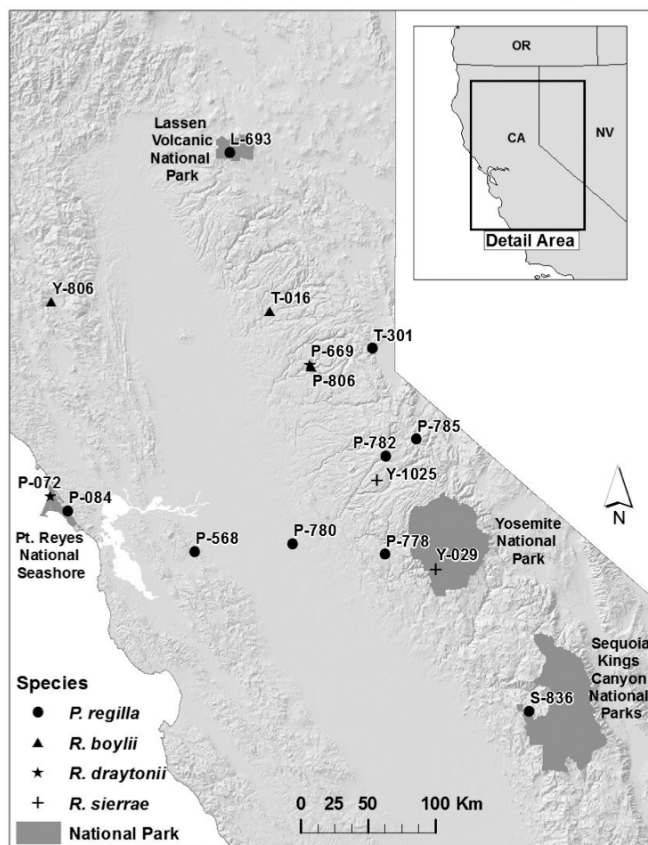 OR
CA
NV
Detail Area
Lassen
Volcanic
National
Park
L-693
Y-806
T-016
T-301
P-669
P-806
P-785
P-782
Y-1025
P-072
P-084
Pt. Reyes
National
Seashore
P-568
P-780
P-778
Y-029
Yosemite
National
Park
N
Sequoia
Kings
Canyon
National
Parks
S-836
Species
P. regilla
R. boylii
R. draytonii
R. sierrae
National Park
0 25 50 100 Km